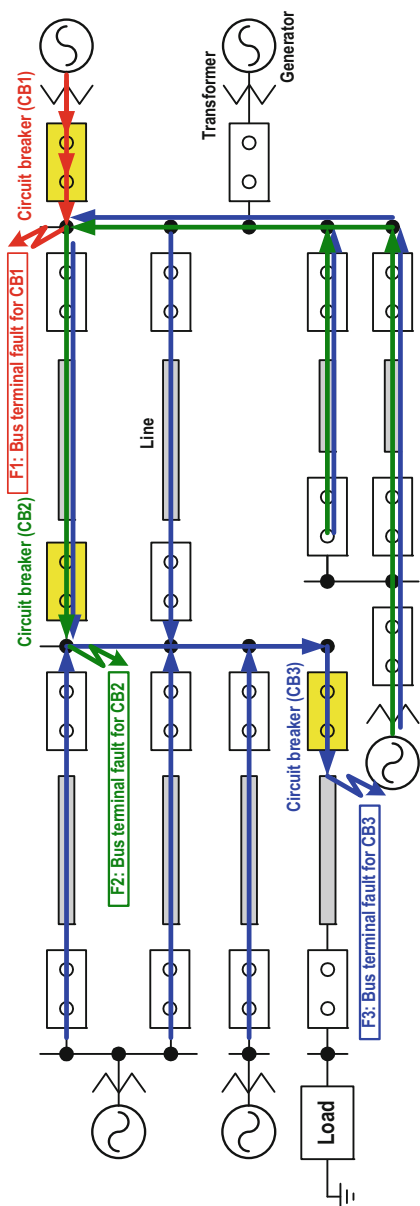 Circuit breaker (CB1)
F1: Bus terminal fault for CB1
Transformer
Generator
Circuit breaker (CB2)
F2: Bus terminal fault for CB2
Line
Circuit breaker (CB3)
F3: Bus terminal fault for CB3
Load